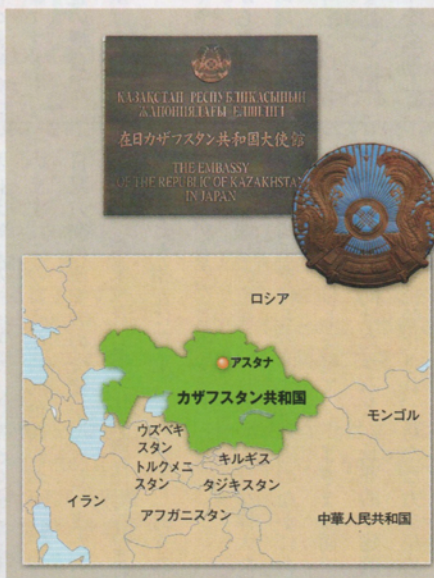 ҚАЗАҚСТАН РЕСПУБЛИКАСЫНЫҢ
ЖАПОНИЯДАҒЫ ЕЛШІЛІГІ
在日カザフスタン共和国大使館
THE EMBASSY
OF THE REPUBLIC OF KAZAKHSTAN
IN JAPAN
ロシア
アスタナ
カザフスタン共和国
モンゴル
ウズベキ
スタン
キルギス
トルクメニ
スタン
タジキスタン
イラン
アフガニスタン
中華人民共和国